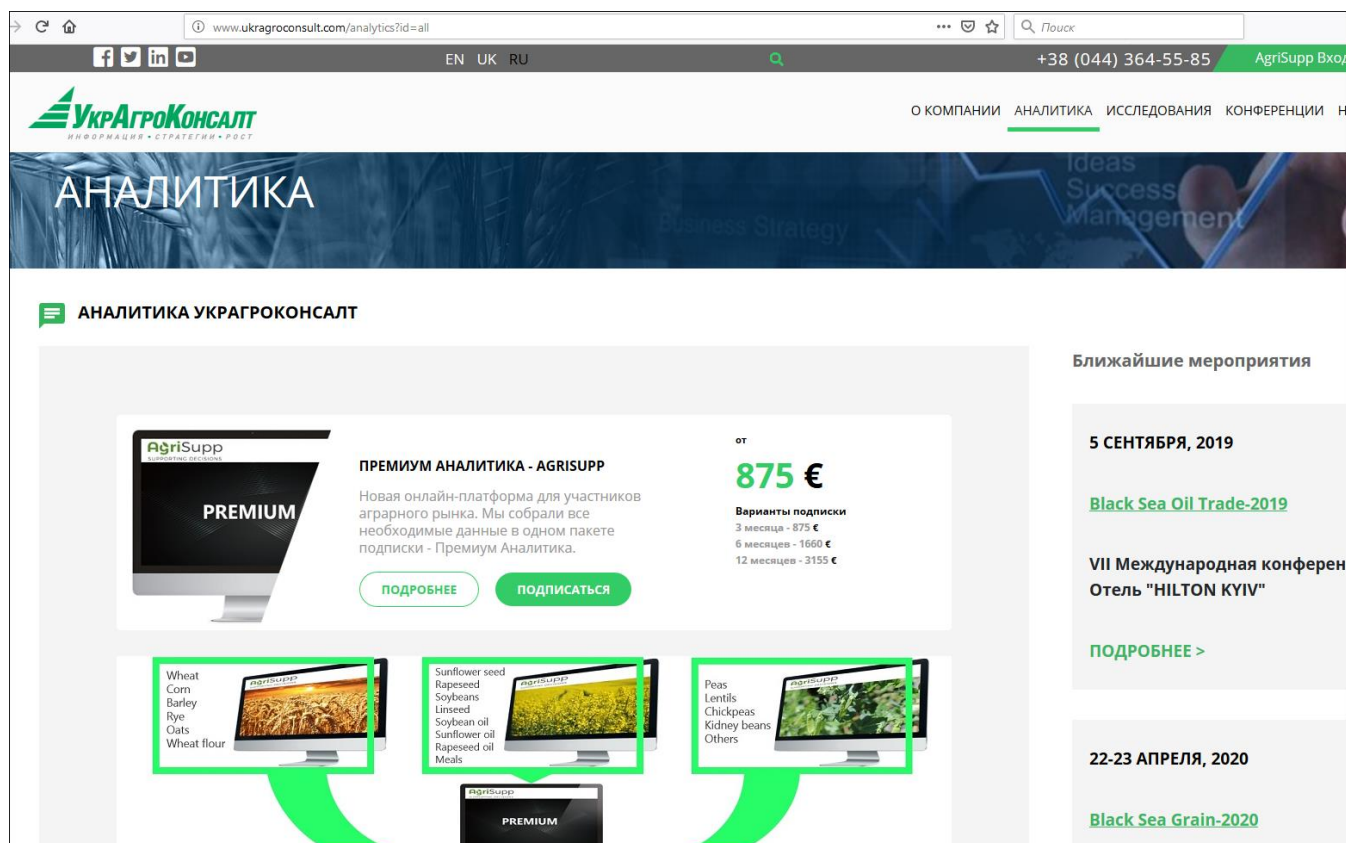 www.ukragroconsult.com/analytics?id=all
Поиск
EN UK RU
+38 (044) 364-55-85
AgriSupp Вход
УкрАгроКонсалт
ИНФОРМАЦИЯ • СТРАТЕГИИ • РОСТ
О КОМПАНИИ АНАЛИТИКА ИССЛЕДОВАНИЯ КОНФЕРЕНЦИИ Н
АНАЛИТИКА
Business Strategy
Ideas
Success
Management
АНАЛИТИКА УКРАГРОКОНСАЛТ
AgriSupp
SUPPORTING DECISIONS
PREMIUM
ПРЕМИУМ АНАЛИТИКА - AGRISUPP
Новая онлайн-платформа для участников
аграрного рынка. Мы собрали все
необходимые данные в одном пакете
подписки - Премиум Аналитика.
ПОДРОБНЕЕ
ПОДПИСАТЬСЯ
от
875 €
Варианты подписки
3 месяца - 875 €
6 месяцев - 1660 €
12 месяцев - 3155 €
Wheat
Corn
Barley
Rye
Oats
Wheat flour
AgriSupp
Sunflower seed
Rapeseed
Soybeans
Linseed
Soybean oil
Sunflower oil
Rapeseed oil
Meals
AgriSupp
Peas
Lentils
Chickpeas
Kidney beans
Others
AgriSupp
AgriSupp
PREMIUM
Ближайшие мероприятия
5 СЕНТЯБРЯ, 2019
Black Sea Oil Trade-2019
VII Международная конферен
Отель "HILTON KYIV"
ПОДРОБНЕЕ >
22-23 АПРЕЛЯ, 2020
Black Sea Grain-2020